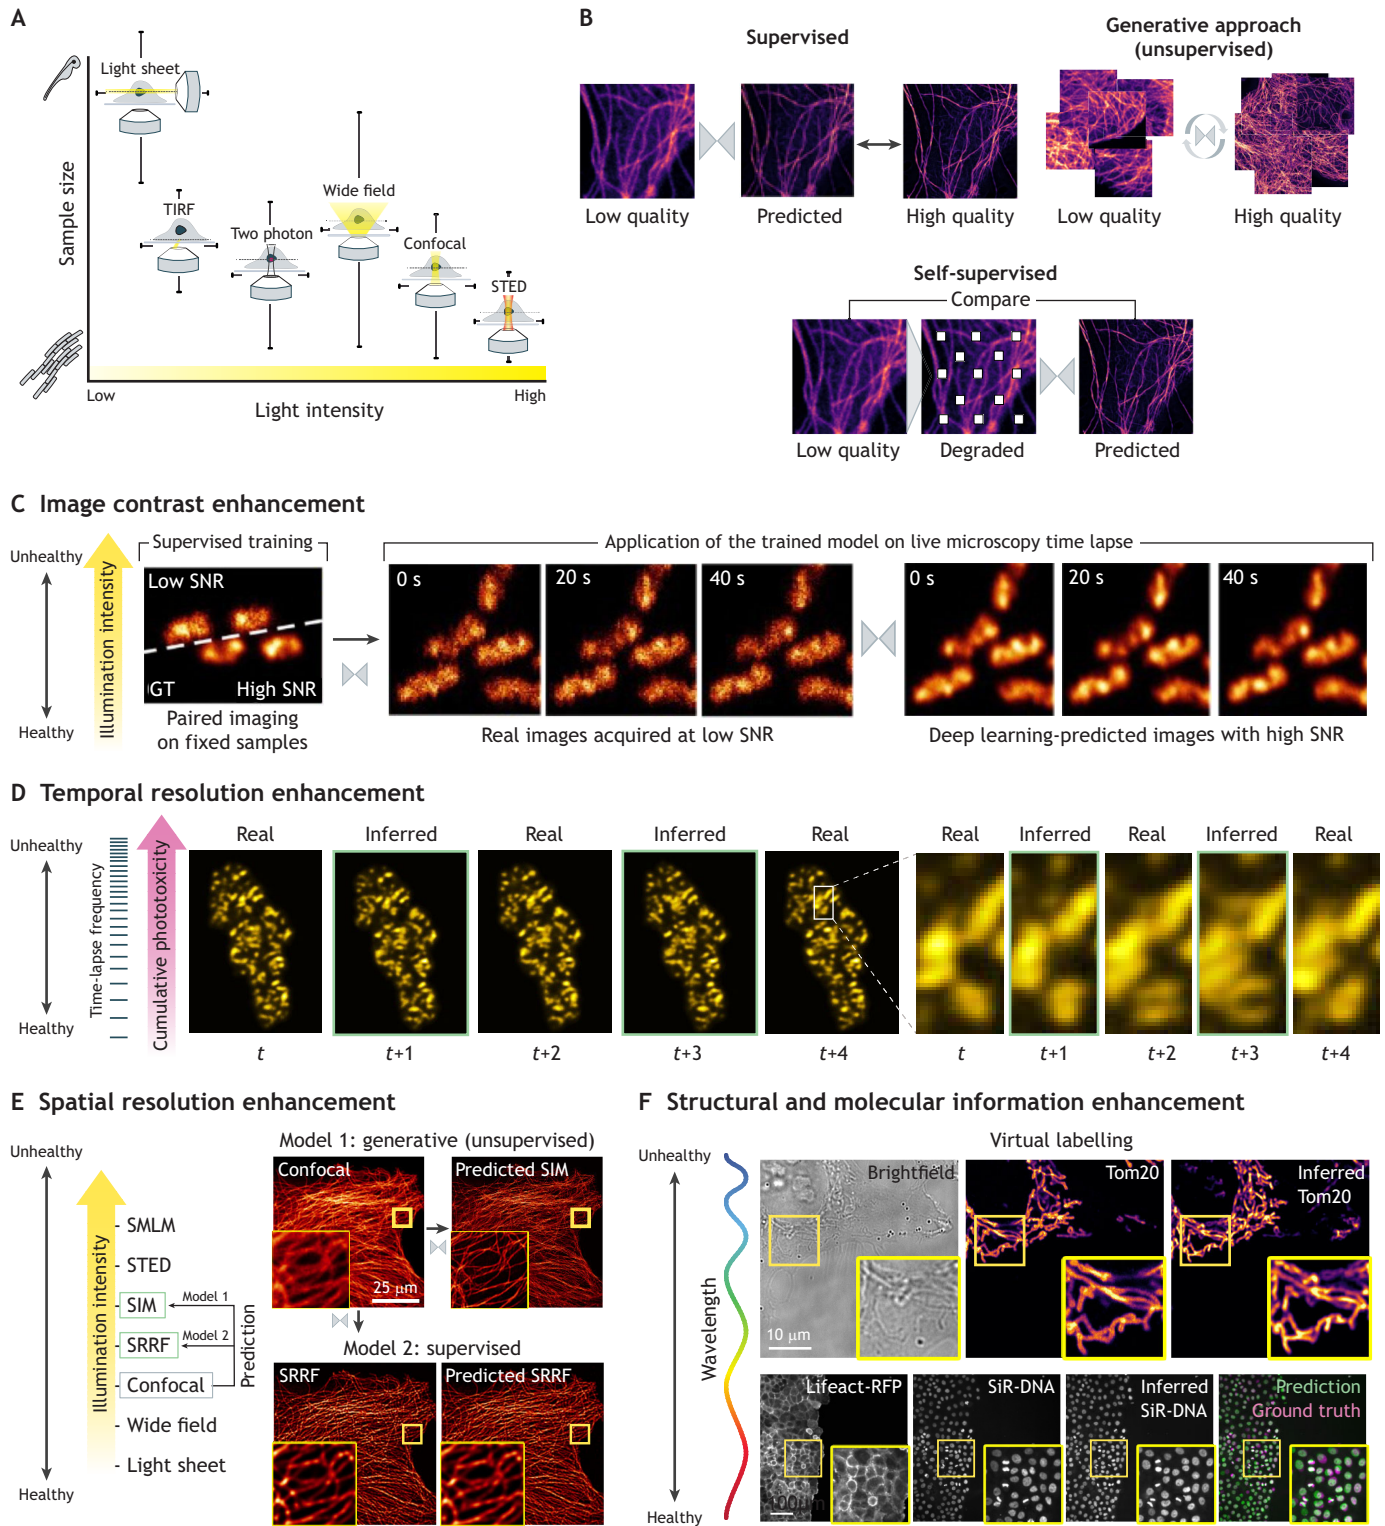 A
Sample size
Light sheet
TIRF
Two photon
Wide field
Confocal
STED
Low
High
Light intensity
B
Supervised
Low quality
Predicted
High quality
Generative approach
(unsupervised)
Low quality
High quality
Self-supervised
Compare
Low quality
Degraded
Predicted
C Image contrast enhancement
Unhealthy
Healthy
Illumination intensity
Supervised training
Low SNR
GT
High SNR
Paired imaging
on fixed samples
Application of the trained model on live microscopy time lapse
0 s
20 s
40 s
0 s
20 s
40 s
Real images acquired at low SNR
Deep learning-predicted images with high SNR
D Temporal resolution enhancement
Unhealthy
Healthy
Time-lapse frequency
Cumulative phototoxicity
Real
Inferred
Real
Inferred
Real
Real
Inferred
Real
Inferred
Real
t
t+1
t+2
t+3
t+4
t
t+1
t+2
t+3
t+4
E Spatial resolution enhancement
Unhealthy
Healthy
Illumination intensity
SMLM
STED
SIM
SRRF
Confocal
Wide field
Light sheet
Model 1
Model 2
Prediction
Model 1: generative (unsupervised)
Confocal
25 μm
Predicted SIM
Model 2: supervised
SRRF
Predicted SRRF
F Structural and molecular information enhancement
Unhealthy
Healthy
Wavelength
Virtual labelling
Brightfield
10 μm
Tom20
Inferred
Tom20
Lifeact-RFP
100μm
SiR-DNA
Inferred
SiR-DNA
Prediction
Ground truth